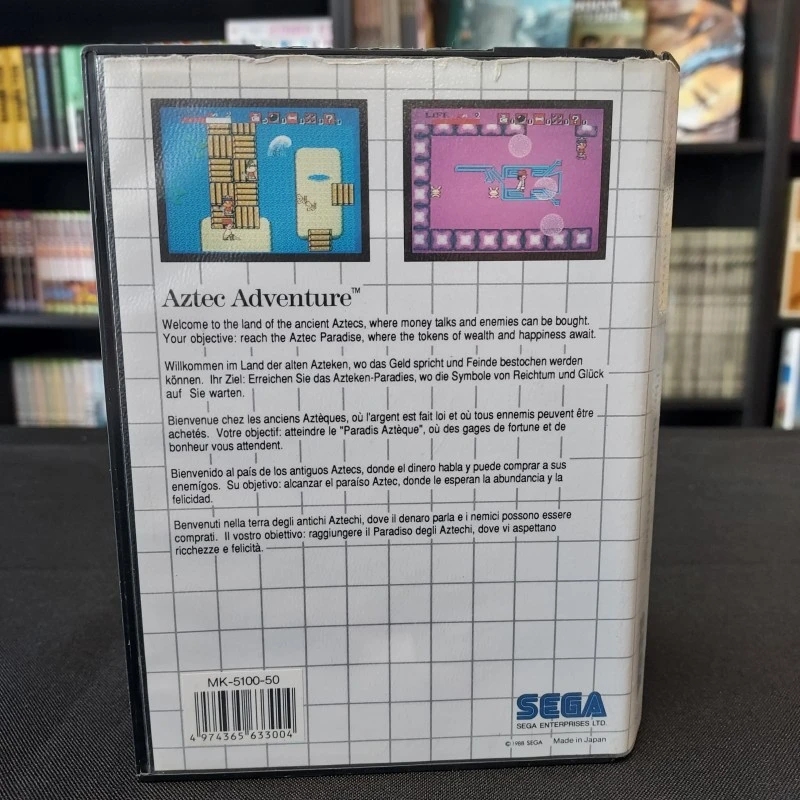 Aztec Adventure™
Welcome to the land of the ancient Aztecs, where money talks and enemies can be bought.
Your objective: reach the Aztec Paradise, where the tokens of wealth and happiness await.
Willkommen im Land der alten Azteken, wo das Geld spricht und Feinde bestochen werden
können. Ihr Ziel: Erreichen Sie das Azteken-Paradies, wo die Symbole von Reichtum und Glück
auf Sie warten.
Bienvenue chez les anciens Aztèques, où l'argent est fait loi et où tous ennemis peuvent être
achetés. Votre objectif: atteindre le "Paradis Aztèque", où des gages de fortune et de
bonheur vous attendent.
Bienvenido al país de los antiguos Aztecs, donde el dinero habla y puede comprar a sus
enemígos. Su objetivo: alcanzar el paraíso Aztec, donde le esperan la abundancia y la
felicidad.
Benvenuti nella terra degli antichi Aztechi, dove il denaro parla e i nemici possono essere
comprati. Il vostro obiettivo: raggiungere il Paradiso degli Aztechi, dove vi aspettano
ricchezze e felicità.
MK-5100-50
4 974365 633004
SEGA
SEGA ENTERPRISES LTD.
©1988 SEGA Made in Japan